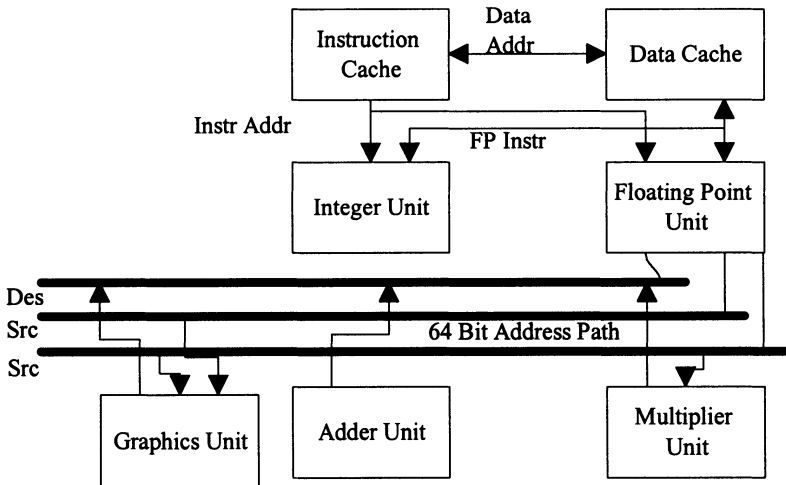 Instruction
Cache
Data
Addr
Data Cache
Instr Addr
FP Instr
Integer Unit
Floating Point
Unit
Des
Src
64 Bit Address Path
Src
Graphics Unit
Adder Unit
Multiplier
Unit